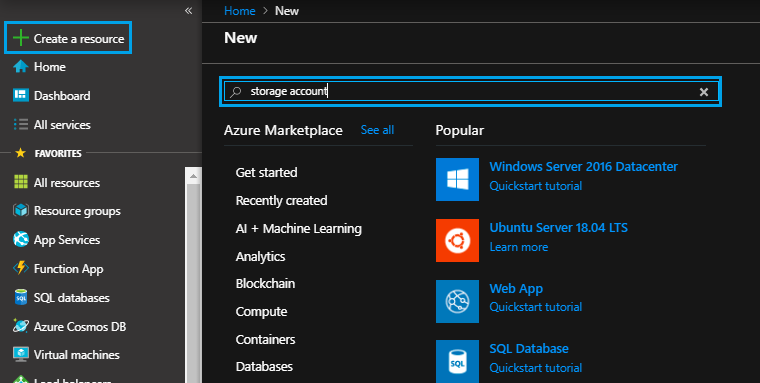 «
Create a resource
Home
Dashboard
All services
FAVORITES
All resources
Resource groups
App Services
Function App
SQL databases
Azure Cosmos DB
Virtual machines
Load balancers
Home > New
New
storage account
Azure Marketplace See all
Get started
Recently created
AI + Machine Learning
Analytics
Blockchain
Compute
Containers
Databases
Popular
Windows Server 2016 Datacenter
Quickstart tutorial
Ubuntu Server 18.04 LTS
Learn more
Web App
Quickstart tutorial
SQL Database
Quickstart tutorial